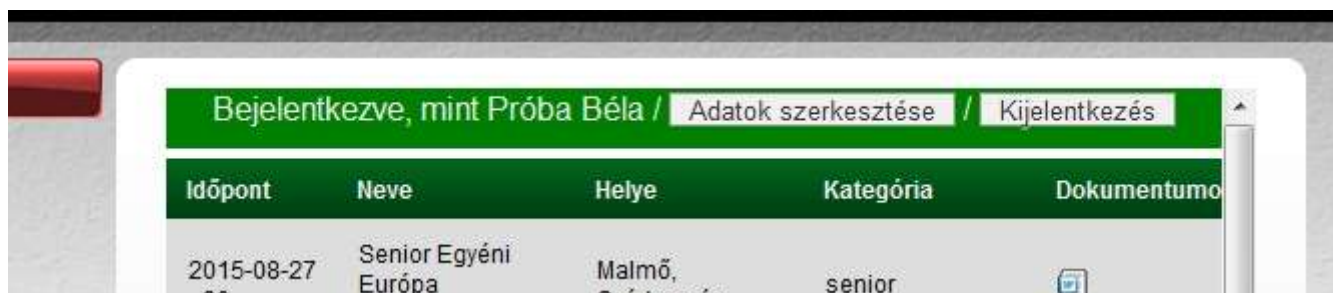 Bejelentkezve, mint Próba Béla / Adatok szerkesztése / Kijelentkezés
Időpont Neve Helye Kategória Dokumentumo
2015-08-27 Senior Egyéni Európa Malmő, senior